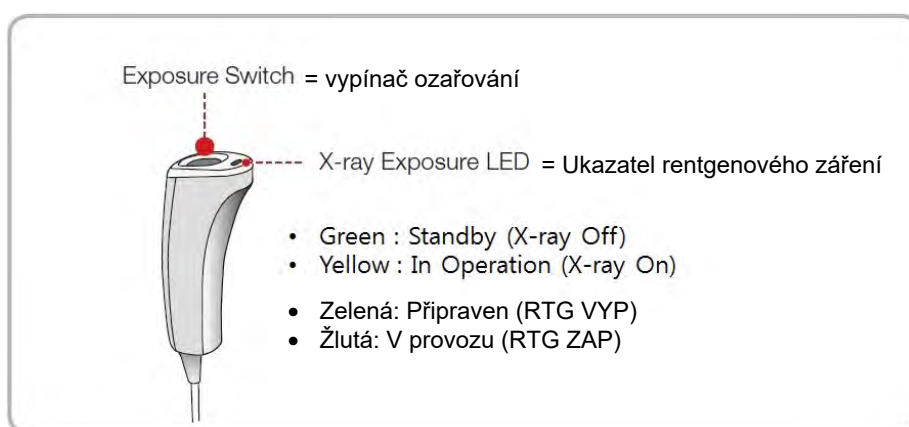 Exposure Switch = vypínač ozařování
X-ray Exposure LED = Ukazatel rentgenového záření
• Green : Standby (X-ray Off)
• Yellow : In Operation (X-ray On)
• Zelená: Připraven (RTG VYP)
• Žlutá: V provozu (RTG ZAP)